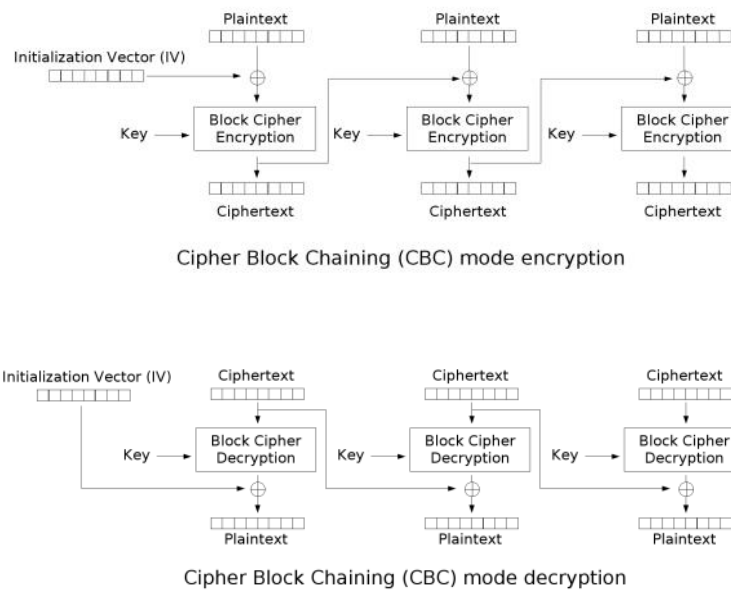 Plaintext Plaintext Plaintext
Initialization Vector (IV)
Key Block Cipher Encryption Key Block Cipher Encryption Key Block Cipher Encryption
Ciphertext Ciphertext Ciphertext
Cipher Block Chaining (CBC) mode encryption
Initialization Vector (IV) Ciphertext Ciphertext Ciphertext
Key Block Cipher Decryption Key Block Cipher Decryption Key Block Cipher Decryption
Plaintext Plaintext Plaintext
Cipher Block Chaining (CBC) mode decryption